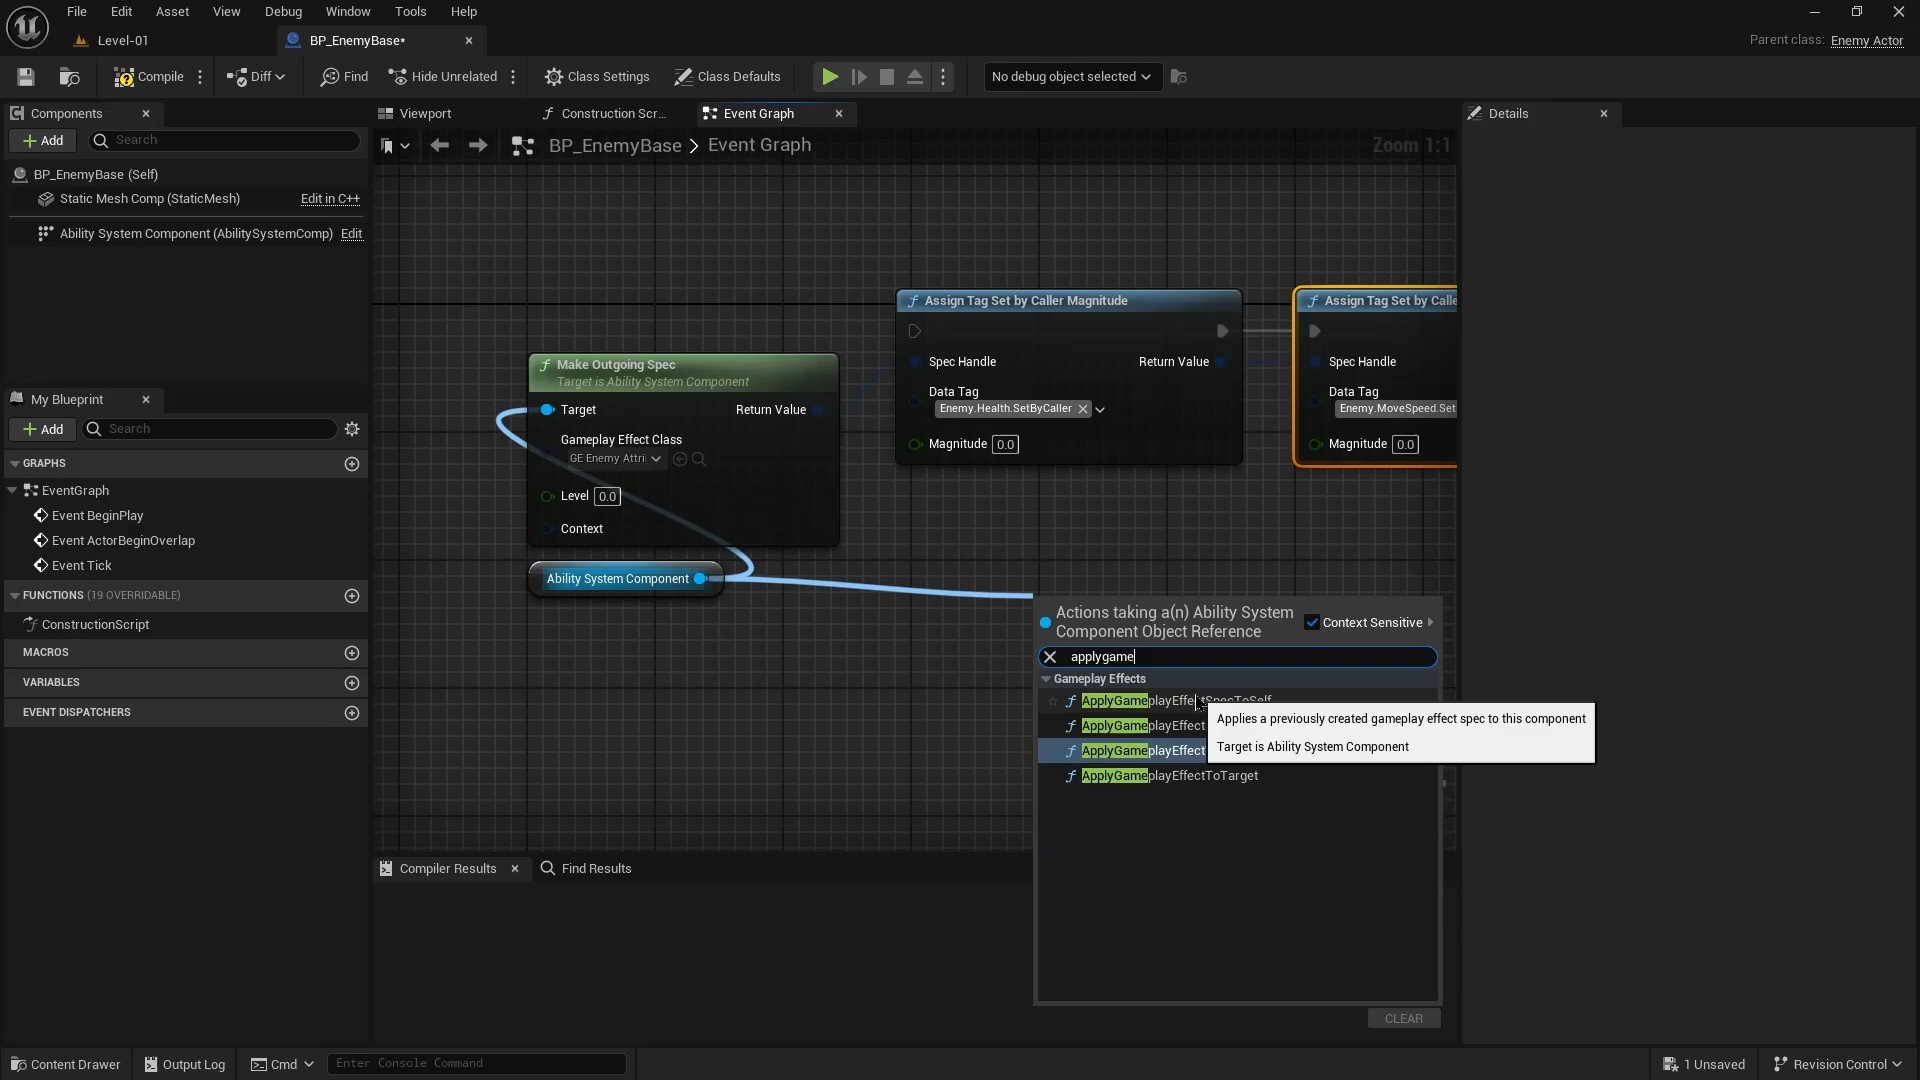 File Edit Asset View Debug Window Tools Help
Level-01
BP_EnemyBase*
Parent class: Enemy Actor
Compile
Diff
Find
Hide Unrelated
Class Settings
Class Defaults
No debug object selected
Components
Viewport
Construction Scr...
Event Graph
Details
Add
Search
BP_EnemyBase > Event Graph
Zoom 1:1
BP_EnemyBase (Self)
Static Mesh Comp (StaticMesh) Edit in C++
Ability System Component (AbilitySystemComp) Edit
My Blueprint
Add
Search
GRAPHS
EventGraph
Event BeginPlay
Event ActorBeginOverlap
Event Tick
FUNCTIONS (19 OVERRIDABLE)
ConstructionScript
MACROS
VARIABLES
EVENT DISPATCHERS
Make Outgoing Spec
Target is Ability System Component
Target
Return Value
Gameplay Effect Class
GE Enemy Attri
Level 0.0
Context
Ability System Component
Assign Tag Set by Caller Magnitude
Spec Handle
Return Value
Data Tag
Enemy.Health.SetByCaller
Magnitude 0.0
Assign Tag Set by Calle
Spec Handle
Data Tag
Enemy.MoveSpeed.Set
Magnitude 0.0
Actions taking a(n) Ability System
Component Object Reference
Context Sensitive
applygame
Gameplay Effects
ApplyGameplayEffectSpecToSelf
ApplyGameplayEffect
ApplyGameplayEffect
ApplyGameplayEffectToTarget
Applies a previously created gameplay effect spec to this component
Target is Ability System Component
CLEAR
Compiler Results
Find Results
Content Drawer
Output Log
Cmd
Enter Console Command
1 Unsaved
Revision Control